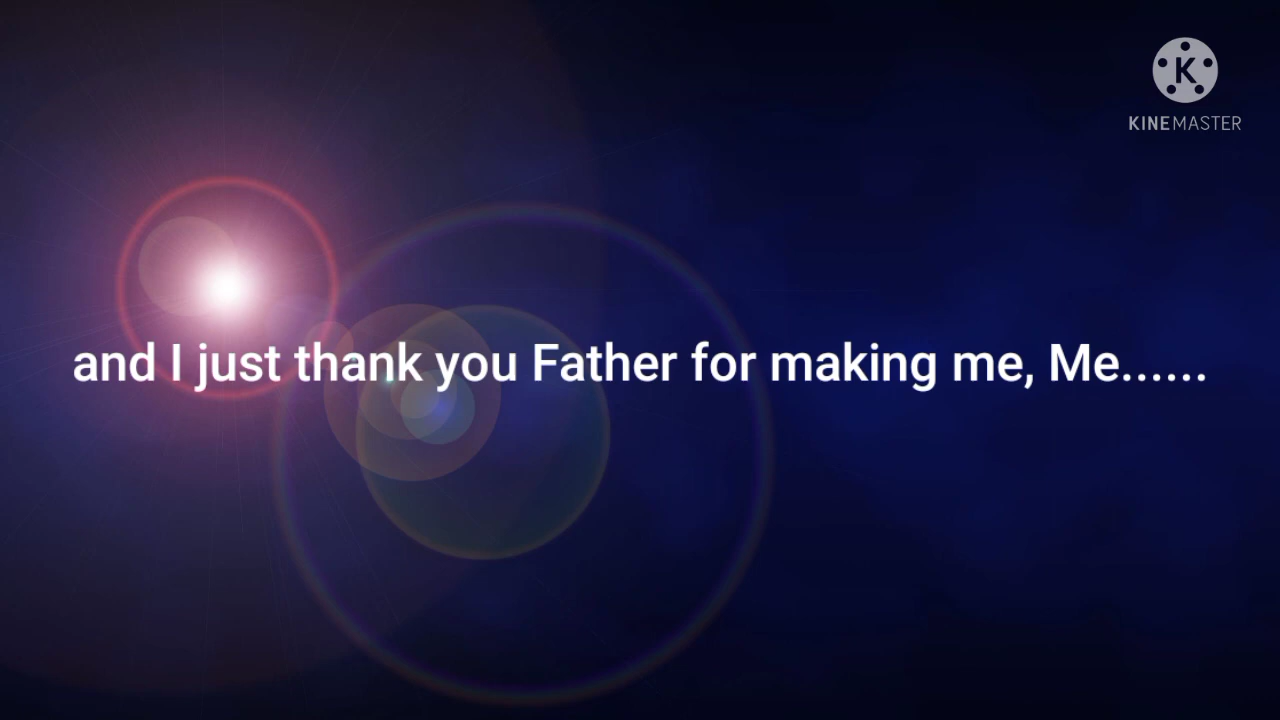 K
KINEMASTER
and I just thank you Father for making me, Me......